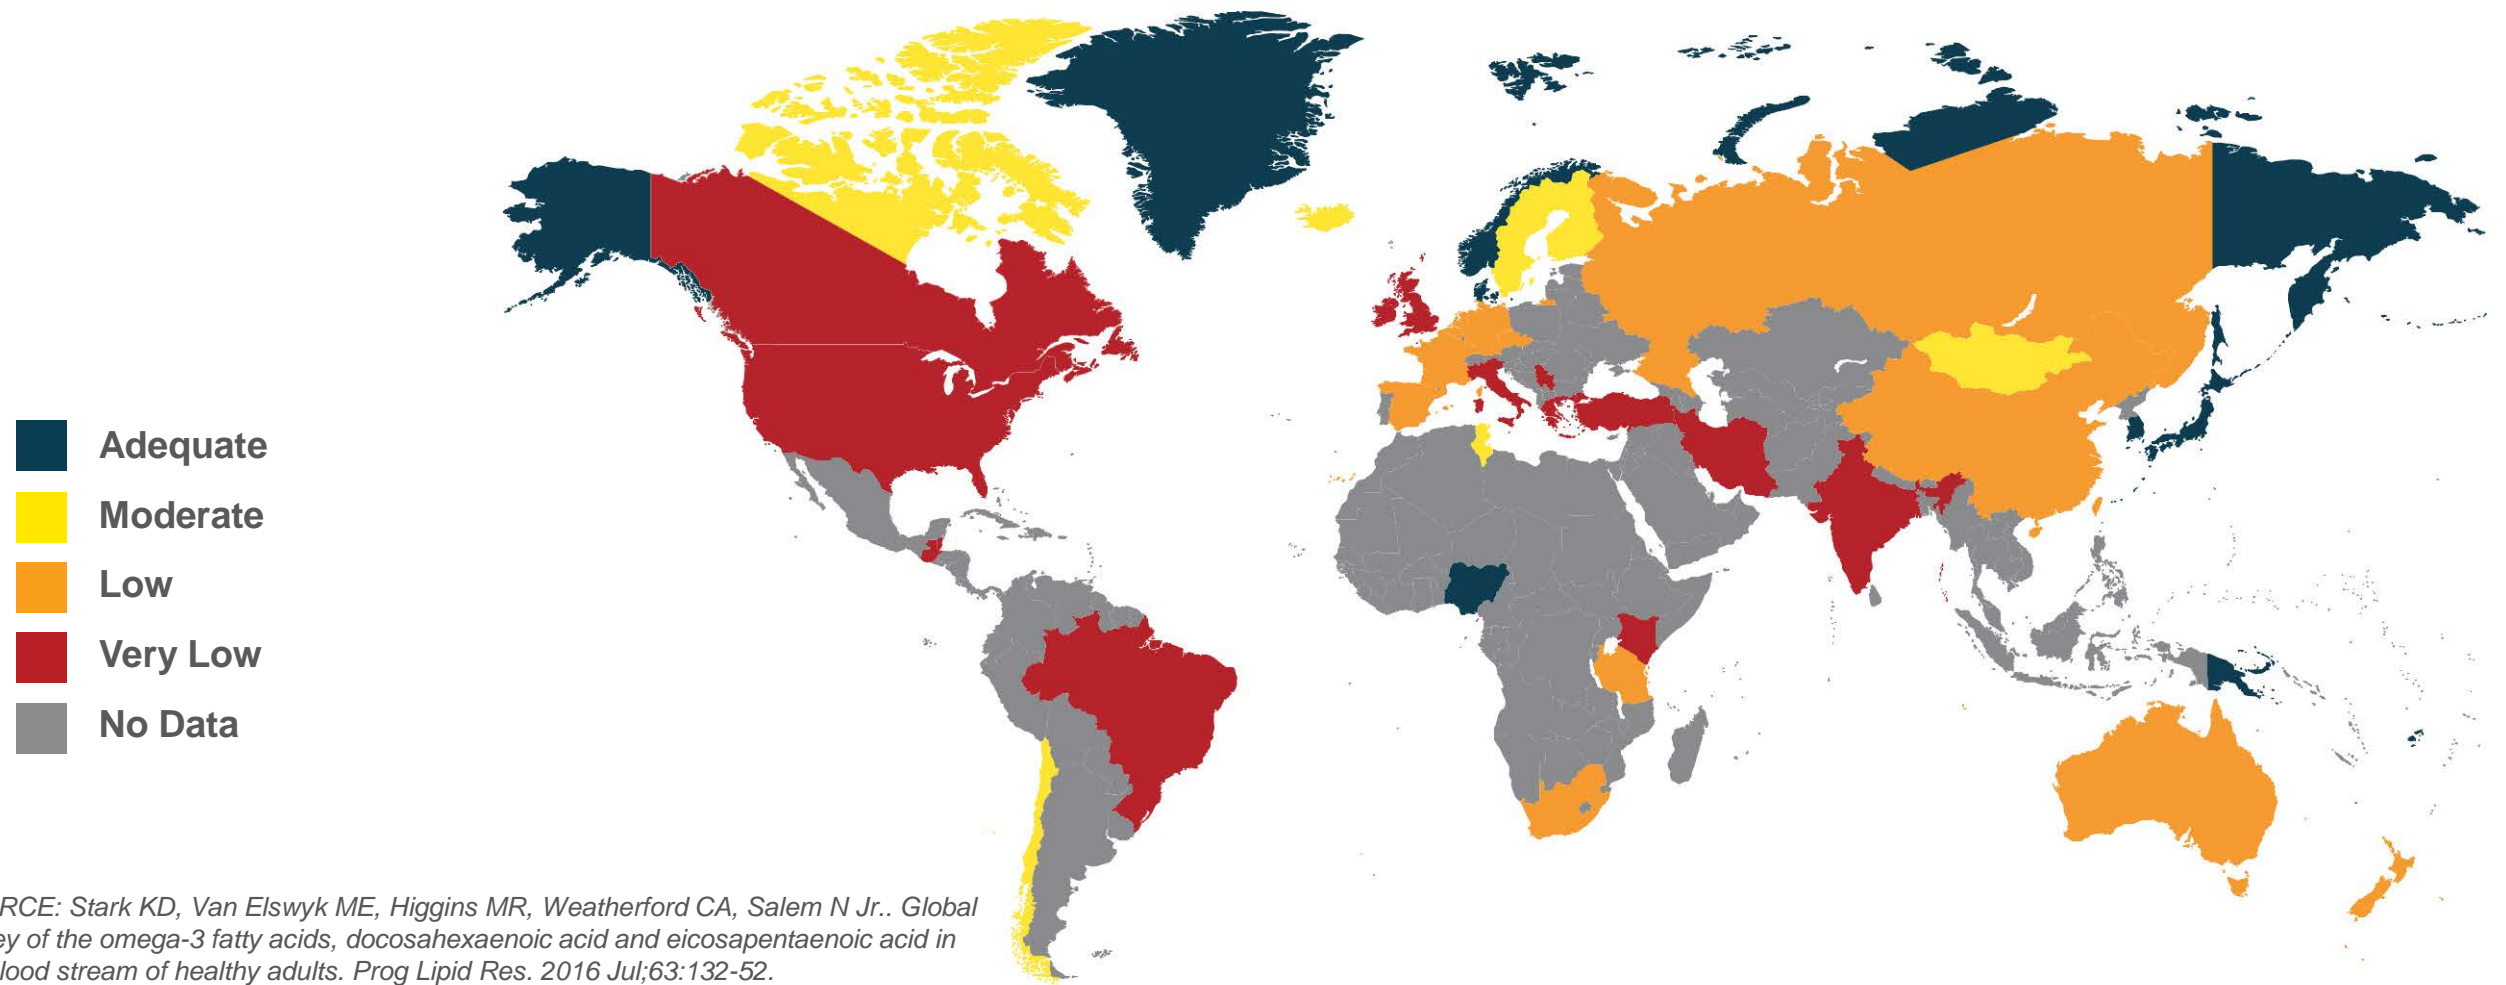 Adequate
Moderate
Low
Very Low
No Data
RCE: Stark KD, Van Elswyk ME, Higgins MR, Weatherford CA, Salem N Jr.. Global
ey of the omega-3 fatty acids, docosahexaenoic acid and eicosapentaenoic acid in
lood stream of healthy adults. Prog Lipid Res. 2016 Jul;63:132-52.